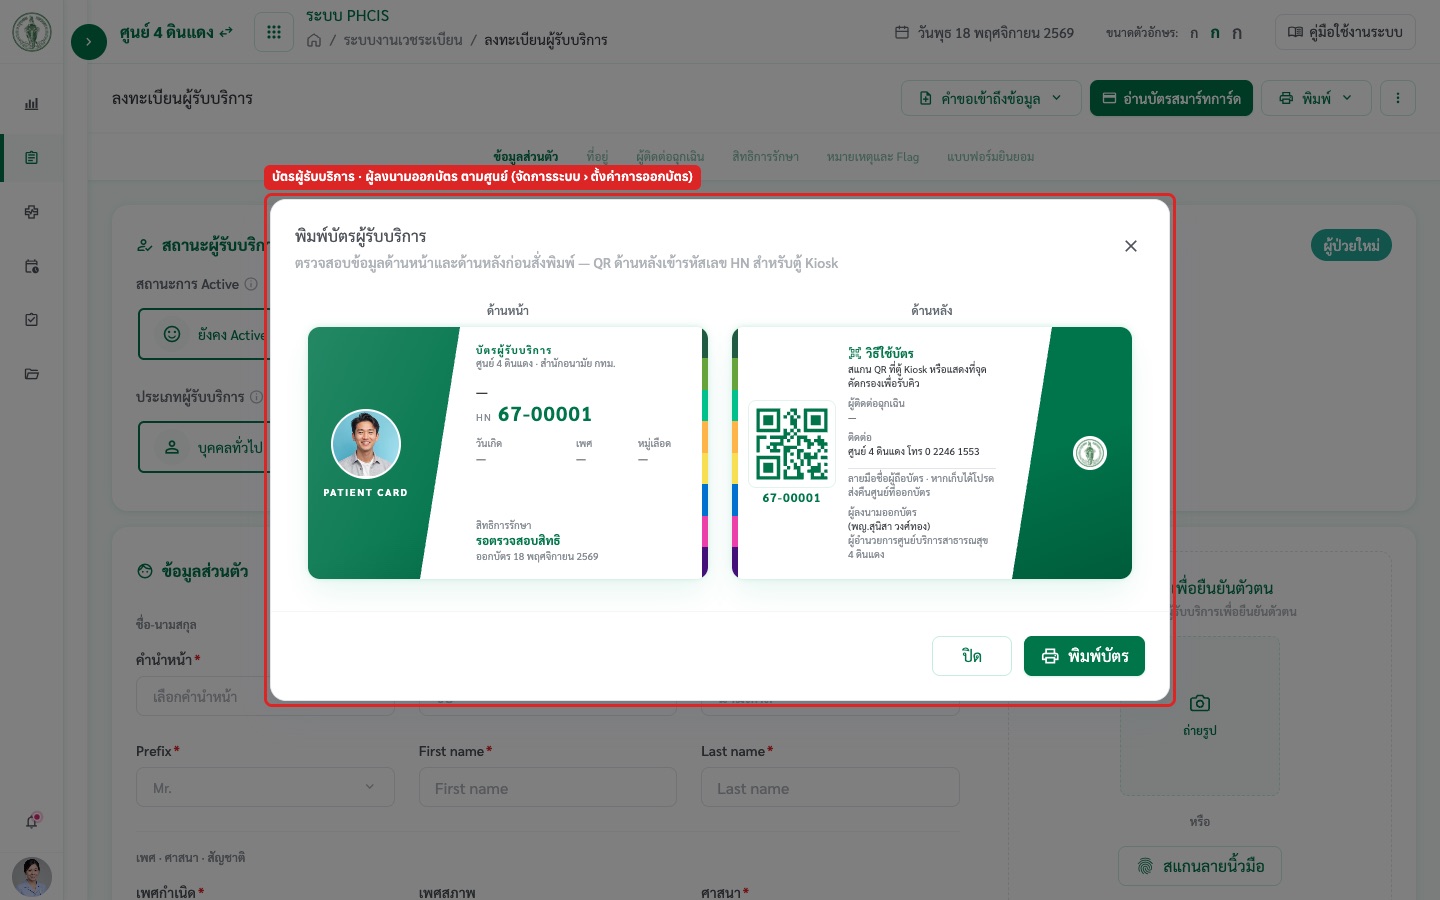 ศูนย์ 4 ดินแดง
ระบบ PHCIS
/ ระบบงานเวชระเบียน / ลงทะเบียนผู้รับบริการ
วันพุธ 18 พฤศจิกายน 2569
ขนาดตัวอักษร: ก ก ก
คู่มือใช้งานระบบ
ลงทะเบียนผู้รับบริการ
คำขอเข้าถึงข้อมูล
อ่านบัตรสมาร์ทการ์ด
พิมพ์
ข้อมูลส่วนตัว
ที่อยู่
ผู้ติดต่อฉุกเฉิน
สิทธิการรักษา
หมายเหตุและ Flag
แบบฟอร์มยินยอม
บัตรผู้รับบริการ · ผู้ลงนามออกบัตร ตามศูนย์ (จัดการระบบ › ตั้งค่าการออกบัตร)
สถานะผู้รับบริ
ผู้ป่วยใหม่
สถานะการ Active
ยังคง Active
ประเภทผู้รับบริการ
บุคคลทั่วไป
พิมพ์บัตรผู้รับบริการ
ตรวจสอบข้อมูลด้านหน้าและด้านหลังก่อนสั่งพิมพ์ — QR ด้านหลังเข้ารหัสเลข HN สำหรับตู้ Kiosk
ด้านหน้า
PATIENT CARD
บัตรผู้รับบริการ
ศูนย์ 4 ดินแดง · สำนักอนามัย กทม.
—
HN 67-00001
วันเกิด เพศ หมู่เลือด
— — —
สิทธิการรักษา
รอตรวจสอบสิทธิ
ออกบัตร 18 พฤศจิกายน 2569
ด้านหลัง
67-00001
วิธีใช้บัตร
สแกน QR ที่ตู้ Kiosk หรือแสดงที่จุด
คัดกรองเพื่อรับคิว
ผู้ติดต่อฉุกเฉิน
—
ติดต่อ
ศูนย์ 4 ดินแดง โทร 0 2246 1553
ลายมือชื่อผู้ถือบัตร · หากเก็บได้โปรด
ส่งคืนศูนย์ที่ออกบัตร
ผู้ลงนามออกบัตร
(พญ.สุนิสา วงศ์ทอง)
ผู้อำนวยการศูนย์บริการสาธารณสุข
4 ดินแดง
ปิด
พิมพ์บัตร
ข้อมูลส่วนตัว
ชื่อ-นามสกุล
คำนำหน้า*
เลือกคำนำหน้า
Prefix* First name* Last name*
Mr. First name Last name
เพศ · ศาสนา · สัญชาติ
เพศกำเนิด* เพศสภาพ ศาสนา*
พื่อยืนยันตัวตน
รับบริการเพื่อยืนยันตัวตน
ถ่ายรูป
หรือ
สแกนลายนิ้วมือ